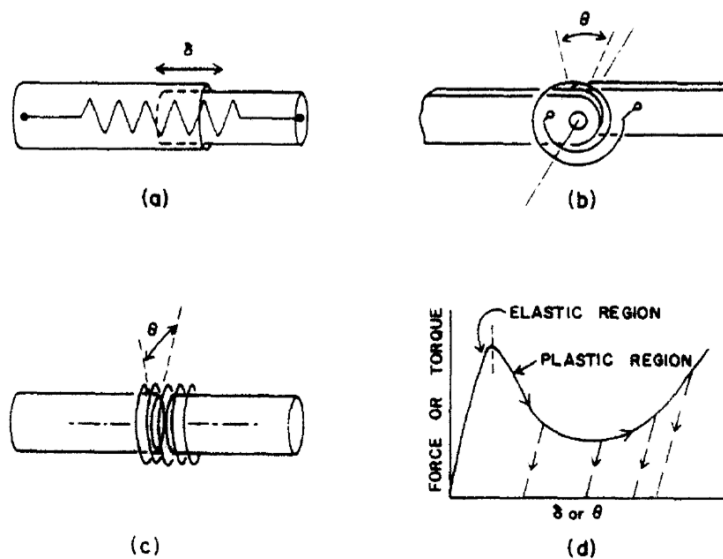 δ
θ
(a)
(b)
θ
ELASTIC REGION
PLASTIC REGION
FORCE OR TORQUE
δ or θ
(c)
(d)